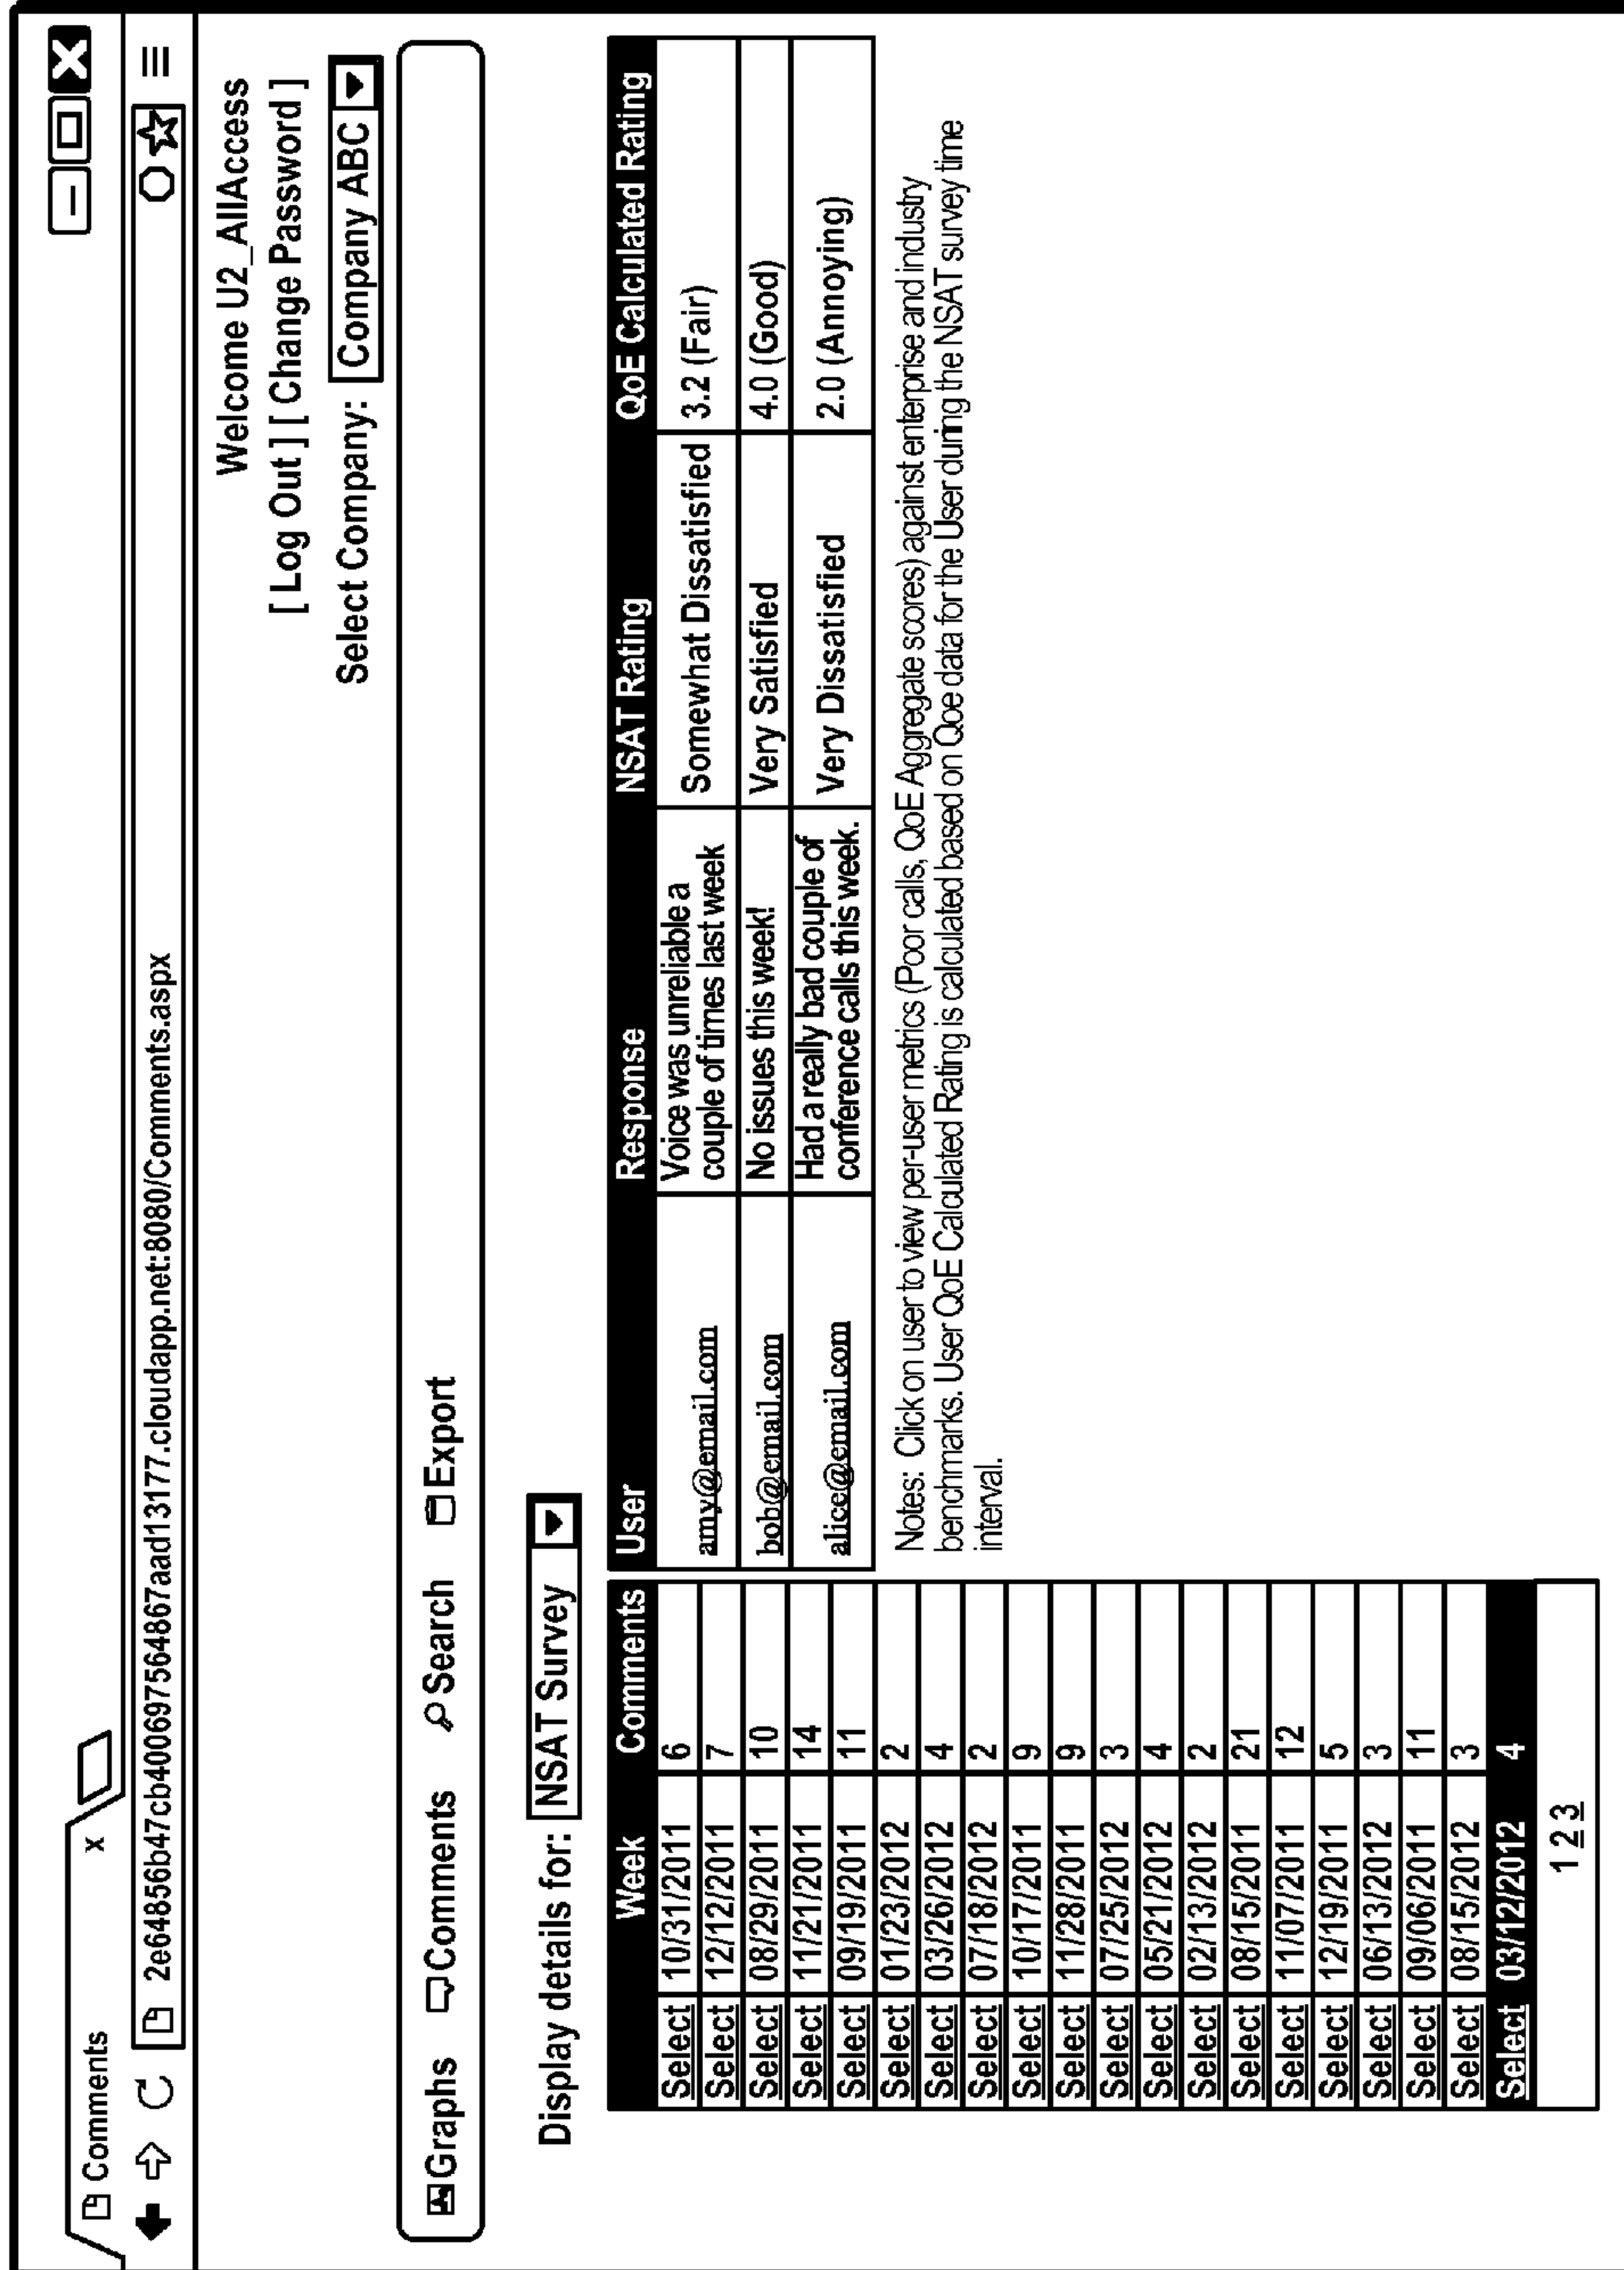 Comments x
2e64856b47cb400697564867aad13177.cloudapp.net:8080/Comments.aspx
Welcome U2_AllAccess
[ Log Out ] [ Change Password ]
Select Company: Company ABC
Graphs Comments Search Export
Display details for: NSAT Survey
Week Comments
Select 10/31/2011 6
Select 12/12/2011 7
Select 08/29/2011 10
Select 11/21/2011 14
Select 09/19/2011 11
Select 01/23/2012 2
Select 03/26/2012 4
Select 07/18/2012 2
Select 10/17/2011 9
Select 11/28/2011 9
Select 07/25/2012 3
Select 05/21/2012 4
Select 02/13/2012 2
Select 08/15/2011 21
Select 11/07/2011 12
Select 12/19/2011 5
Select 06/13/2012 3
Select 09/06/2011 11
Select 08/15/2012 3
Select 03/12/2012 4
1 2 3
User Response NSAT Rating QoE Calculated Rating
amy@email.com Voice was unreliable a Somewhat Dissatisfied 3.2 (Fair)
couple of times last week
bob@email.com No issues this week! Very Satisfied 4.0 (Good)
alice@email.com Had a really bad couple of Very Dissatisfied 2.0 (Annoying)
conference calls this week.
Notes: Click on user to view per-user metrics (Poor calls, QoE Aggregate scores) against enterprise and industry
benchmarks. User QoE Calculated Rating is calculated based on Qoe data for the User during the NSAT survey time
interval.